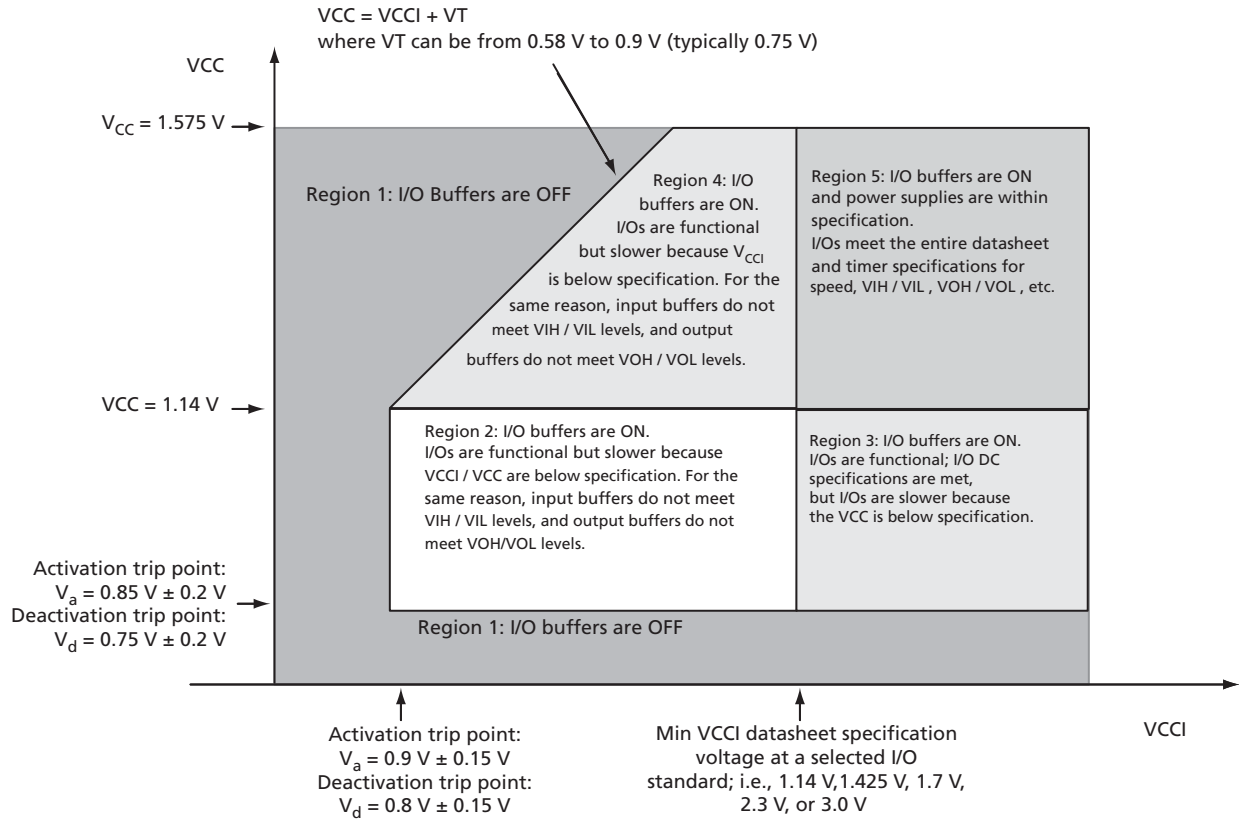 VCC = VCCI + VT
where VT can be from 0.58 V to 0.9 V (typically 0.75 V)
VCC
VCC = 1.575 V
Region 1: I/O Buffers are OFF
Region 4: I/O
buffers are ON.
I/Os are functional
but slower because VCCI
is below specification. For the
same reason, input buffers do not
meet VIH / VIL levels, and output
buffers do not meet VOH / VOL levels.
Region 5: I/O buffers are ON
and power supplies are within
specification.
I/Os meet the entire datasheet
and timer specifications for
speed, VIH / VIL , VOH / VOL , etc.
VCC = 1.14 V
Region 2: I/O buffers are ON.
I/Os are functional but slower because
VCCI / VCC are below specification. For the
same reason, input buffers do not meet
VIH / VIL levels, and output buffers do not
meet VOH/VOL levels.
Region 3: I/O buffers are ON.
I/Os are functional; I/O DC
specifications are met,
but I/Os are slower because
the VCC is below specification.
Activation trip point:
Va = 0.85 V ± 0.2 V
Deactivation trip point:
Vd = 0.75 V ± 0.2 V
Region 1: I/O buffers are OFF
Activation trip point:
Va = 0.9 V ± 0.15 V
Deactivation trip point:
Vd = 0.8 V ± 0.15 V
Min VCCI datasheet specification
voltage at a selected I/O
standard; i.e., 1.14 V,1.425 V, 1.7 V,
2.3 V, or 3.0 V
VCCI